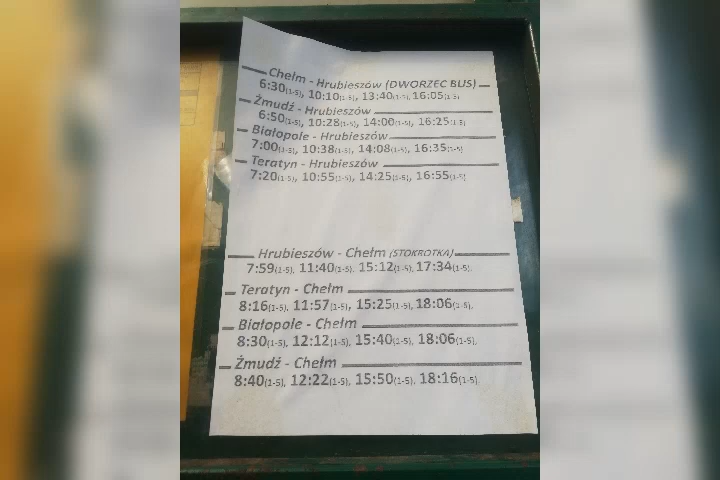 Chełm - Hrubieszów (DWORZEC BUS)
6:30(1-5), 10:10(1-5), 13:40(1-5), 16:05(1-5)
Żmudź - Hrubieszów
6:50(1-5), 10:28(1-5), 14:00(1-5), 16:25(1-5)
Białopole - Hrubieszów
7:00(1-5), 10:38(1-5), 14:08(1-5), 16:35(1-5)
Teratyn - Hrubieszów
7:20(1-5), 10:55(1-5), 14:25(1-5), 16:55(1-5)
Hrubieszów - Chełm (STOKROTKA)
7:59(1-5), 11:40(1-5), 15:12(1-5), 17:34(1-5),
Teratyn - Chełm
8:16(1-5), 11:57(1-5), 15:25(1-5), 18:06(1-5),
Białopole - Chełm
8:30(1-5), 12:12(1-5), 15:40(1-5), 18:06(1-5),
Żmudź - Chełm
8:40(1-5), 12:22(1-5), 15:50(1-5), 18:16(1-5),